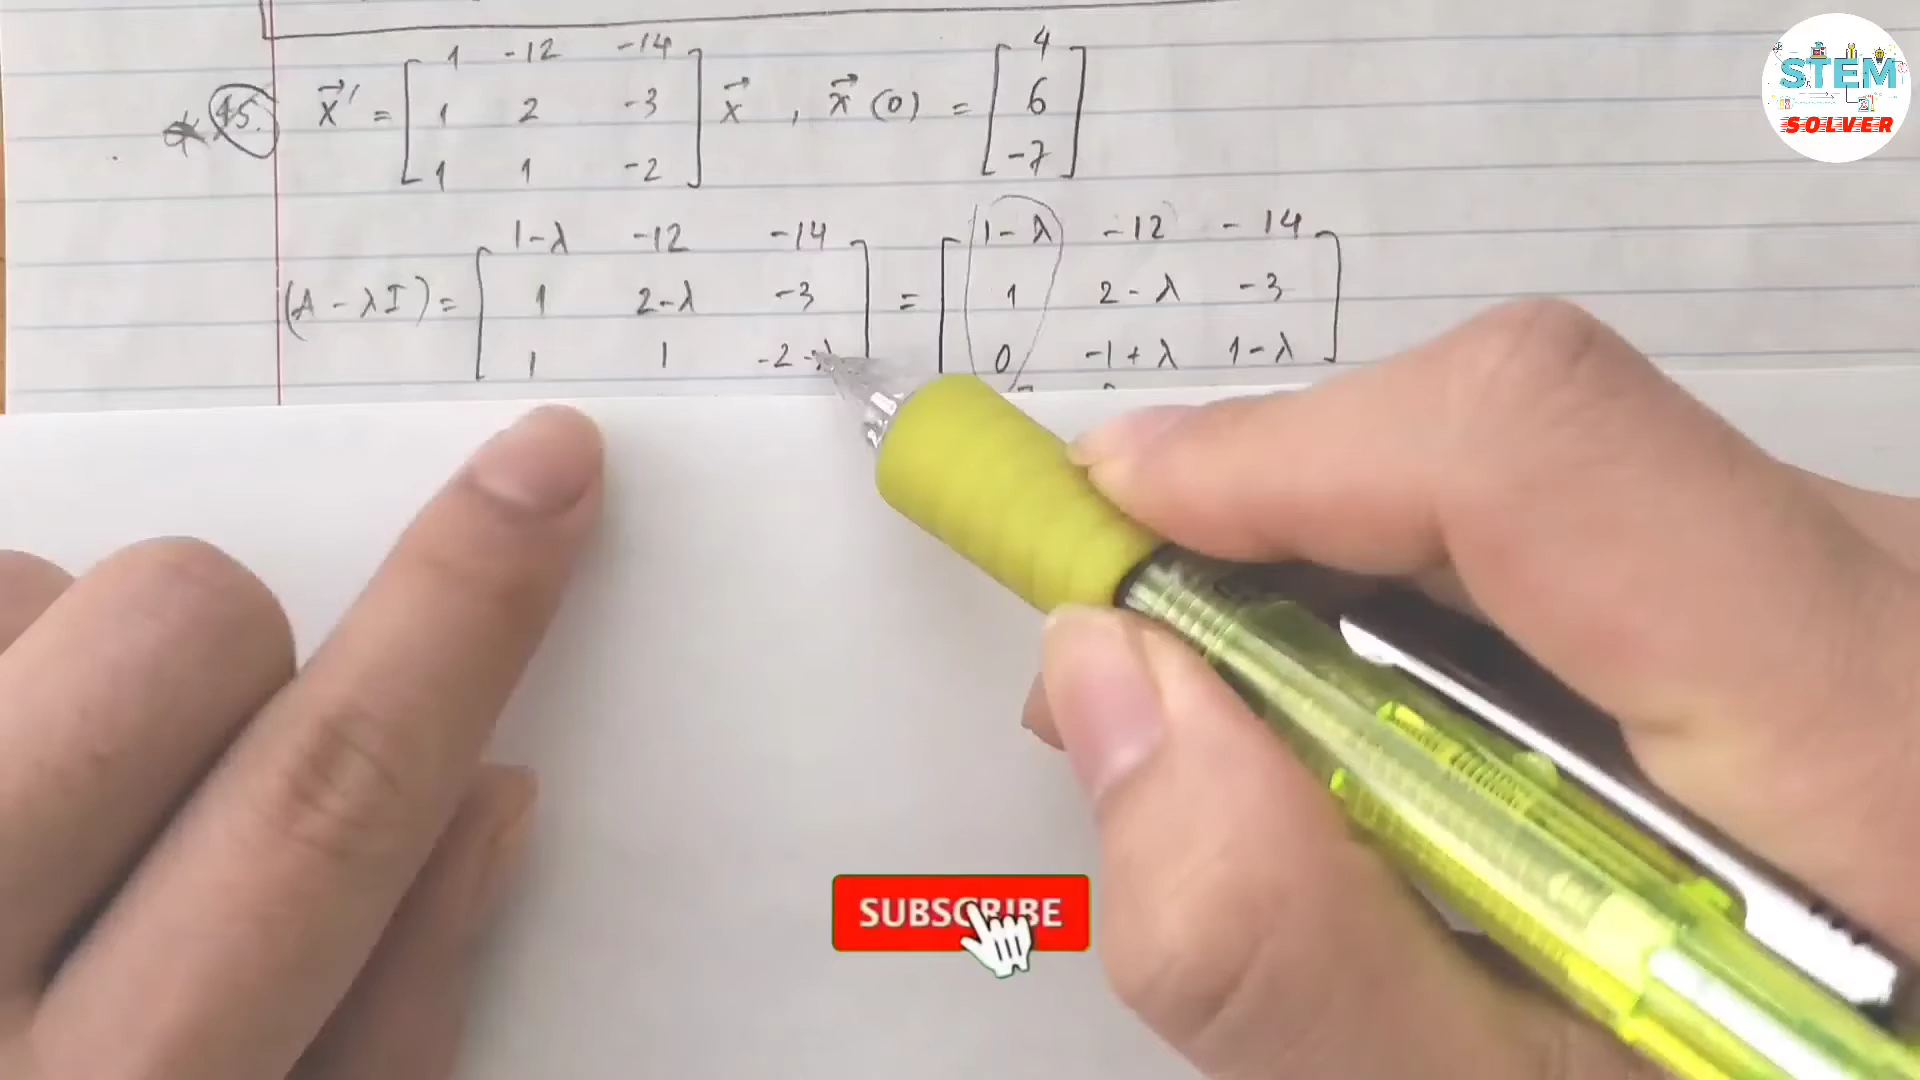 STEM
SOLVER
45. x⃗' = [1 -12 -14
1 2 -3
1 1 -2] x⃗ , x⃗(0) = [4
6
-7]
(A - λI) = [1-λ -12 -14
1 2-λ -3
1 1 -2-λ] = [1-λ -12 -14
1 2-λ -3
0 -1+λ 1-λ]
SUBSCRIBE